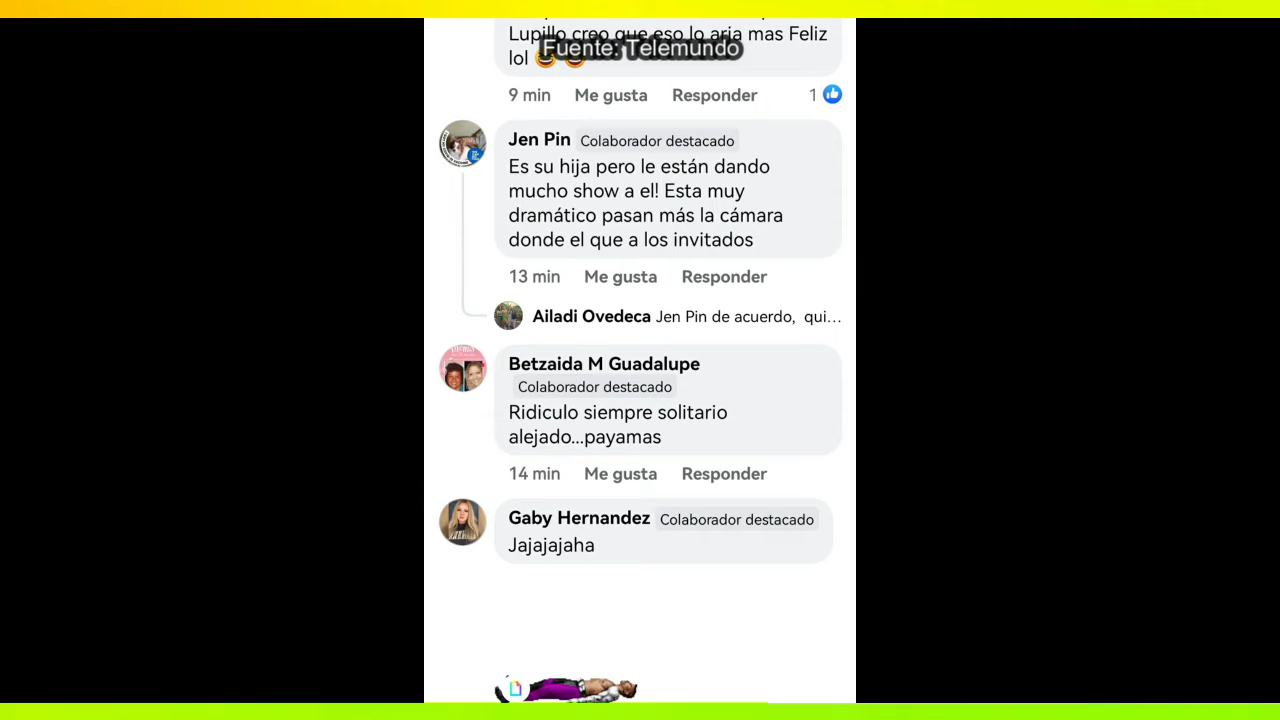 Lupillo creo que eso lo aria mas Feliz
lol
Fuente: Telemundo
9 min Me gusta Responder 1
Jen Pin Colaborador destacado
Es su hija pero le están dando
mucho show a el! Esta muy
dramático pasan más la cámara
donde el que a los invitados
13 min Me gusta Responder
Ailadi Ovedeca Jen Pin de acuerdo, qui...
Betzaida M Guadalupe
Colaborador destacado
Ridiculo siempre solitario
alejado...payamas
14 min Me gusta Responder
Gaby Hernandez Colaborador destacado
Jajajajaha